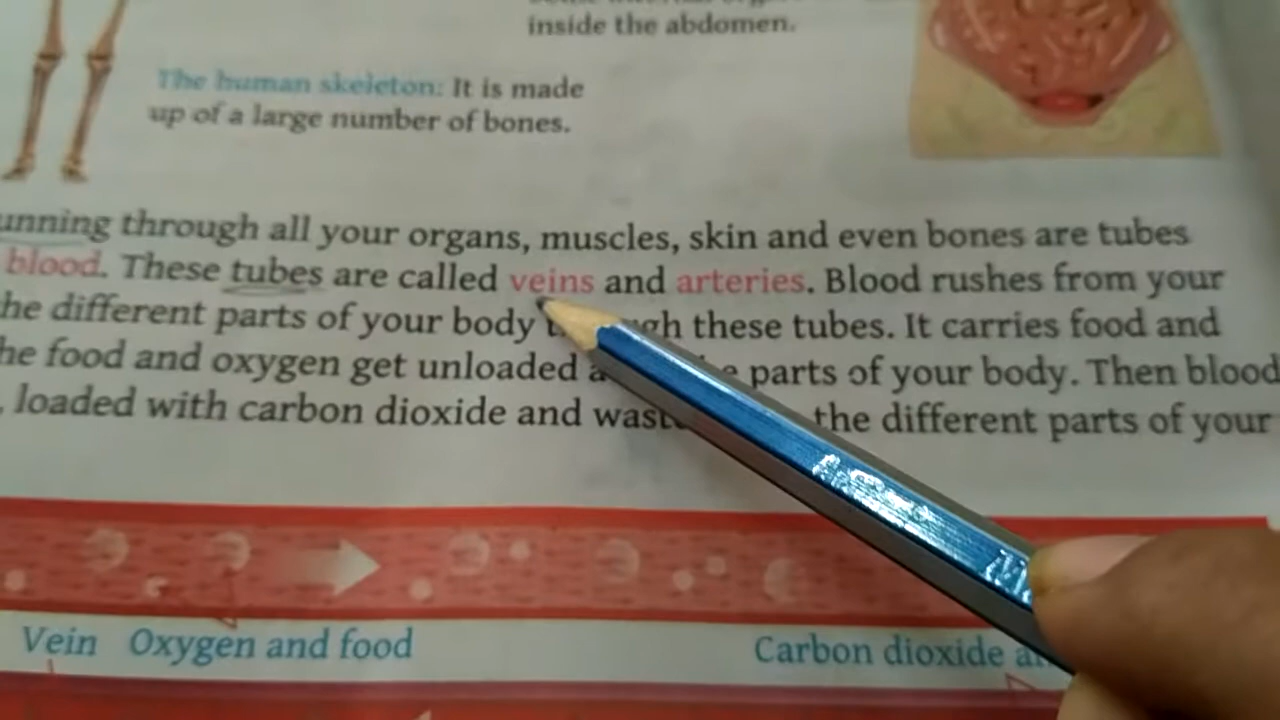 inside the abdomen.
The human skeleton: It is made
up of a large number of bones.
unning through all your organs, muscles, skin and even bones are tubes
blood. These tubes are called veins and arteries. Blood rushes from your
he different parts of your body these tubes. It carries food and
he food and oxygen get unloaded parts of your body. Then blood
, loaded with carbon dioxide and the different parts of your
Vein Oxygen and food
Carbon dioxide